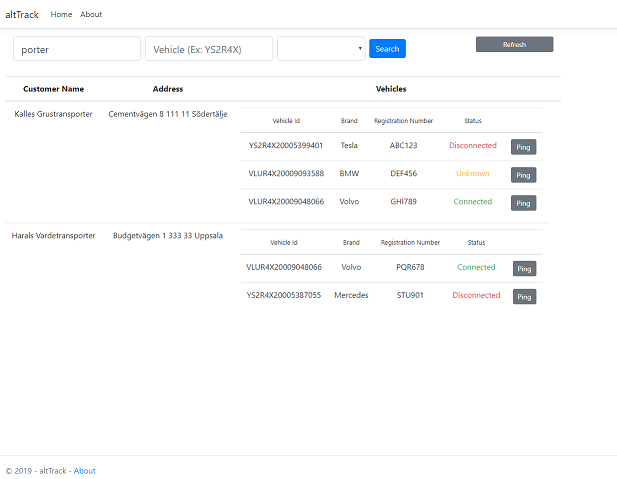 altTrack Home About
porter Vehicle (Ex: YS2R4X) Search Refresh
Customer Name Address Vehicles
Kalles Grustransporter Cementvägen 8 111 11 Södertälje
Vehicle Id Brand Registration Number Status
YS2R4X20005399401 Tesla ABC123 Disconnected Ping
VLUR4X20009093588 BMW DEF456 Unknown Ping
VLUR4X20009048066 Volvo GHI789 Connected Ping
Harals Vardetransporter Budgetvägen 1 333 33 Uppsala
Vehicle Id Brand Registration Number Status
VLUR4X20009048066 Volvo PQR678 Connected Ping
YS2R4X20005387055 Mercedes STU901 Disconnected Ping
© 2019 - altTrack - About